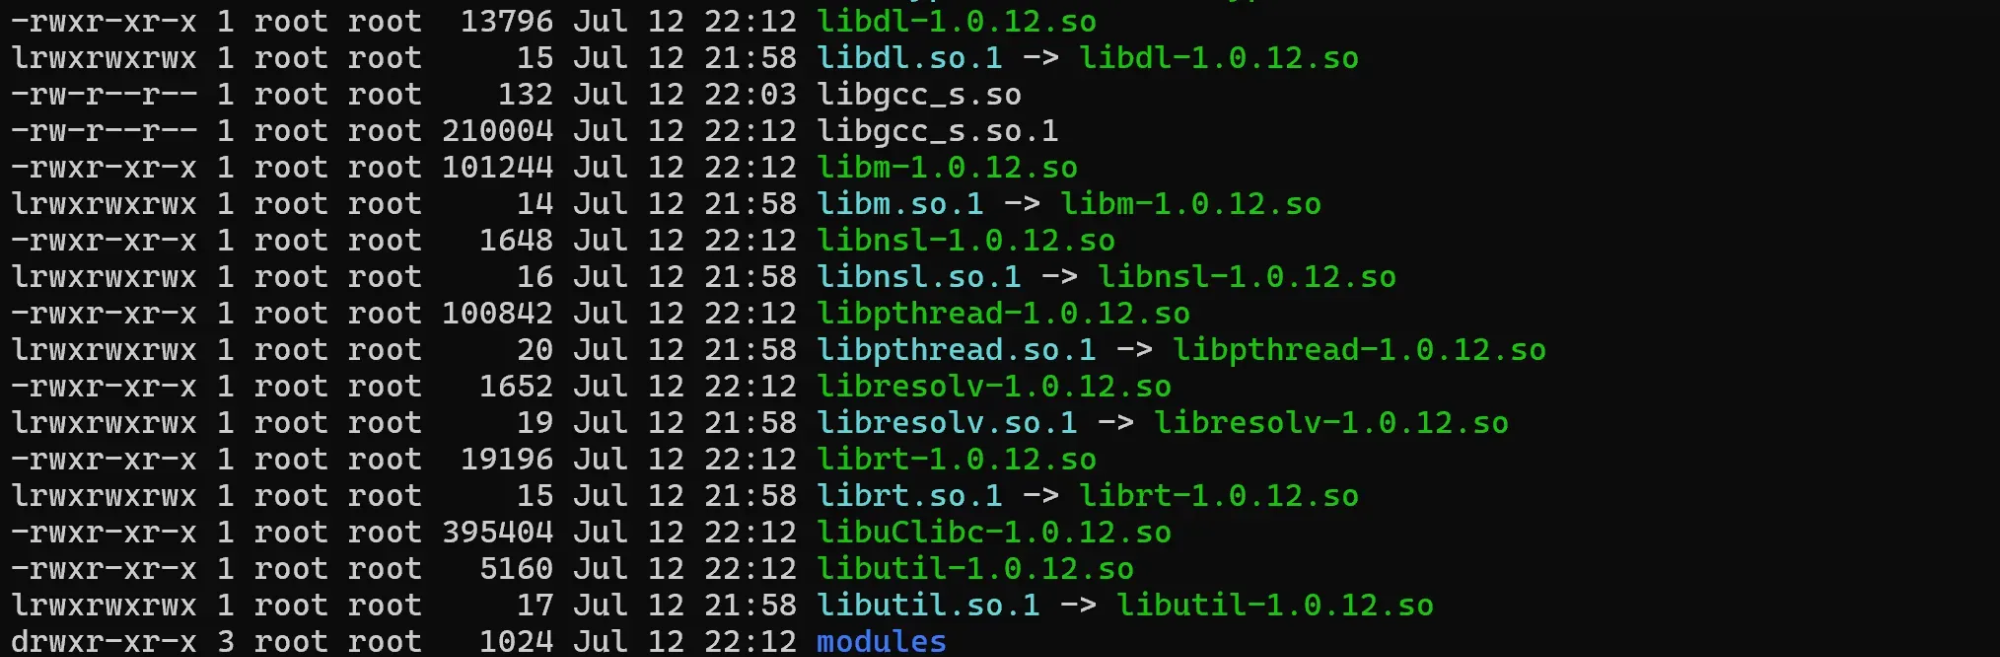 -rwxr-xr-x 1 root root  13796 Jul 12 22:12 libdl-1.0.12.so
lrwxrwxrwx 1 root root     15 Jul 12 21:58 libdl.so.1 -> libdl-1.0.12.so
-rw-r--r-- 1 root root    132 Jul 12 22:03 libgcc_s.so
-rw-r--r-- 1 root root 210004 Jul 12 22:12 libgcc_s.so.1
-rwxr-xr-x 1 root root 101244 Jul 12 22:12 libm-1.0.12.so
lrwxrwxrwx 1 root root     14 Jul 12 21:58 libm.so.1 -> libm-1.0.12.so
-rwxr-xr-x 1 root root   1648 Jul 12 22:12 libnsl-1.0.12.so
lrwxrwxrwx 1 root root     16 Jul 12 21:58 libnsl.so.1 -> libnsl-1.0.12.so
-rwxr-xr-x 1 root root 100842 Jul 12 22:12 libpthread-1.0.12.so
lrwxrwxrwx 1 root root     20 Jul 12 21:58 libpthread.so.1 -> libpthread-1.0.12.so
-rwxr-xr-x 1 root root   1652 Jul 12 22:12 libresolv-1.0.12.so
lrwxrwxrwx 1 root root     19 Jul 12 21:58 libresolv.so.1 -> libresolv-1.0.12.so
-rwxr-xr-x 1 root root  19196 Jul 12 22:12 librt-1.0.12.so
lrwxrwxrwx 1 root root     15 Jul 12 21:58 librt.so.1 -> librt-1.0.12.so
-rwxr-xr-x 1 root root 395404 Jul 12 22:12 libuClibc-1.0.12.so
-rwxr-xr-x 1 root root   5160 Jul 12 22:12 libutil-1.0.12.so
lrwxrwxrwx 1 root root     17 Jul 12 21:58 libutil.so.1 -> libutil-1.0.12.so
drwxr-xr-x 3 root root   1024 Jul 12 22:12 modules